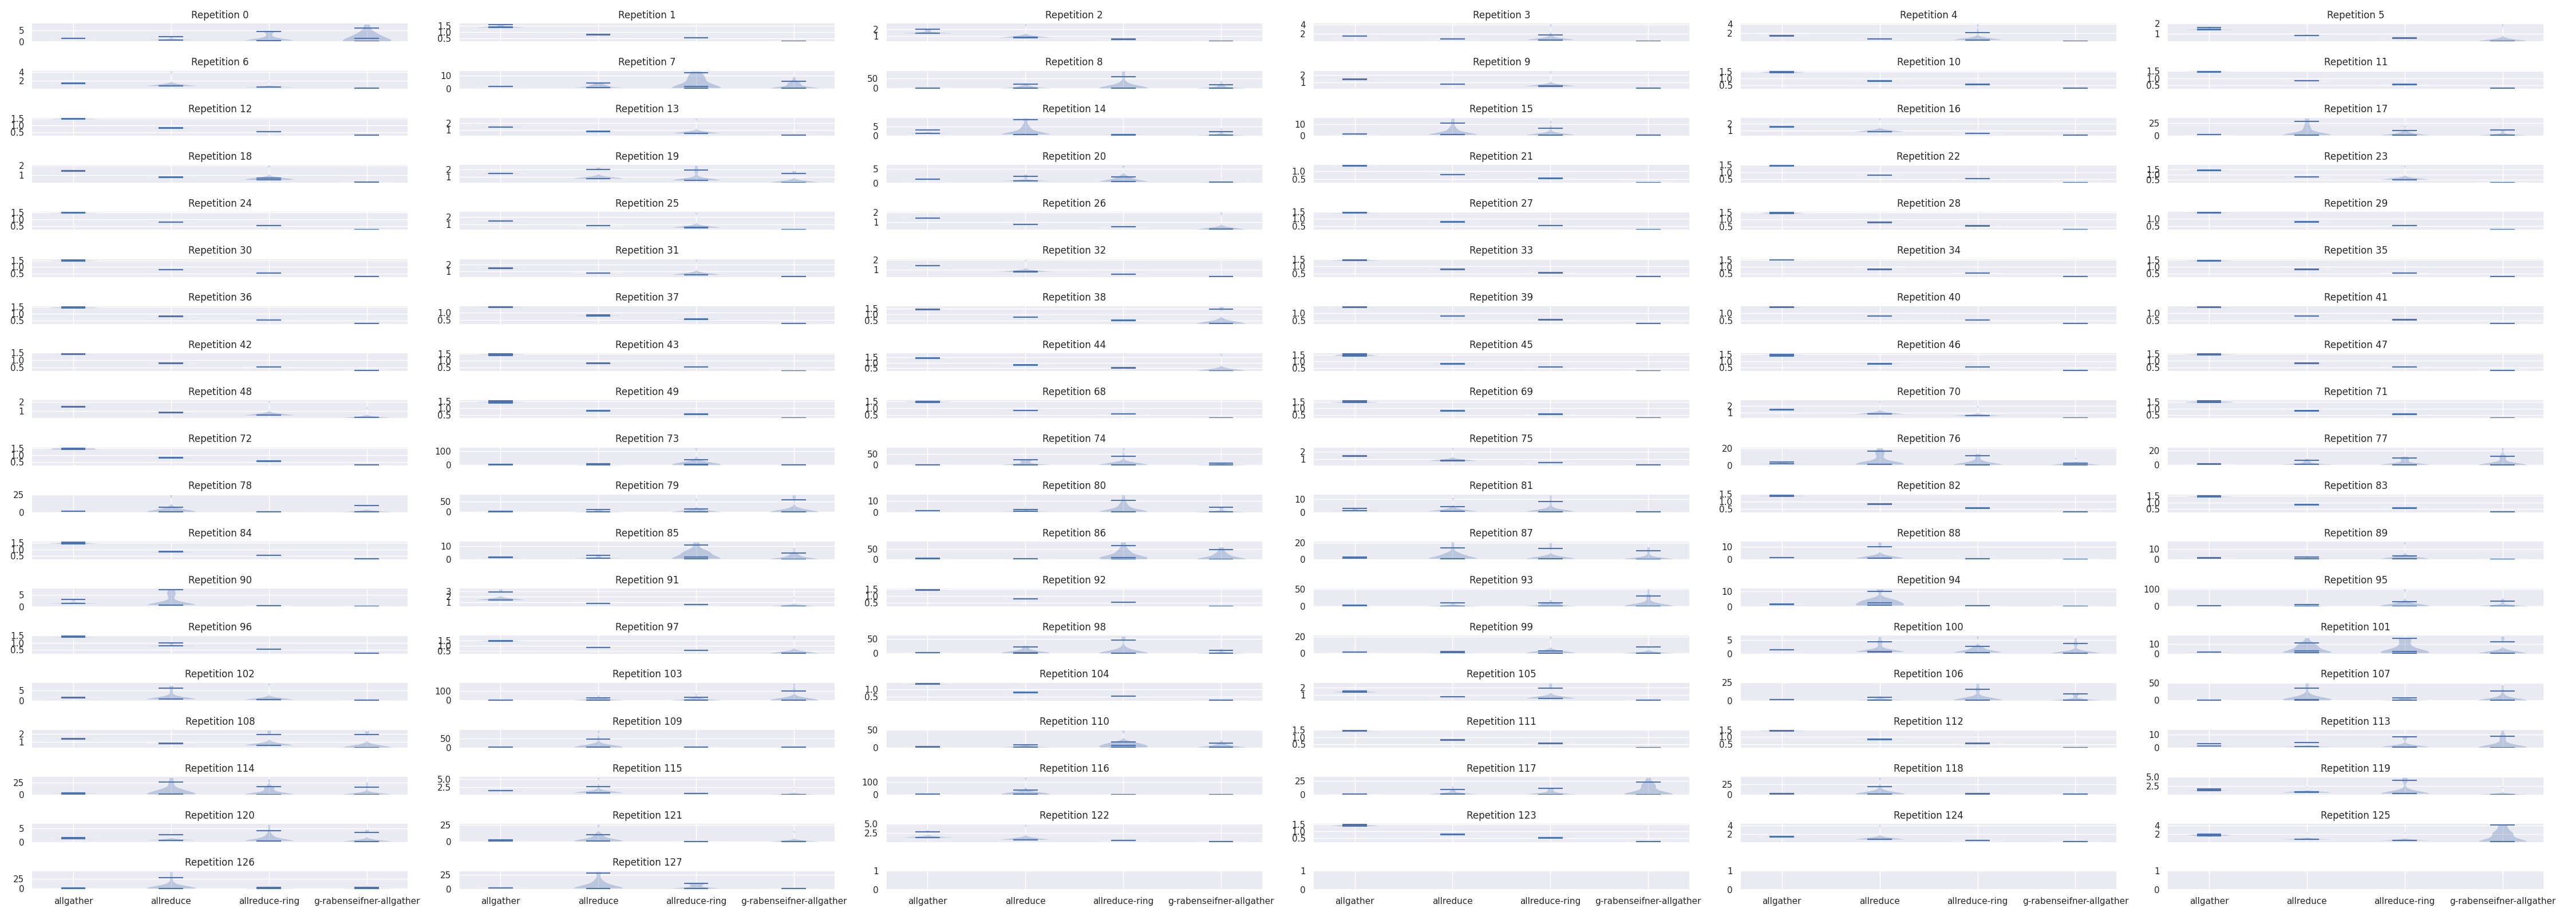 Repetition 0 Repetition 1 Repetition 2 Repetition 3 Repetition 4 Repetition 5
5 0 1.5 1.0 0.5 2 1 4 2 4 2 2 1
Repetition 6 Repetition 7 Repetition 8 Repetition 9 Repetition 10 Repetition 11
4 2 10 0 50 0 2 1 1.5 1.0 0.5 1.5 1.0 0.5
Repetition 12 Repetition 13 Repetition 14 Repetition 15 Repetition 16 Repetition 17
1.5 1.0 0.5 2 1 5 0 10 0 2 1 25 0
Repetition 18 Repetition 19 Repetition 20 Repetition 21 Repetition 22 Repetition 23
2 1 2 1 5 0 1.0 0.5 1.5 1.0 0.5 1.5 1.0 0.5
Repetition 24 Repetition 25 Repetition 26 Repetition 27 Repetition 28 Repetition 29
1.5 1.0 0.5 2 1 2 1 1.5 1.0 0.5 1.5 1.0 0.5 1.0 0.5
Repetition 30 Repetition 31 Repetition 32 Repetition 33 Repetition 34 Repetition 35
1.5 1.0 0.5 2 1 2 1 1.5 1.0 0.5 1.5 1.0 0.5 1.5 1.0 0.5
Repetition 36 Repetition 37 Repetition 38 Repetition 39 Repetition 40 Repetition 41
1.5 1.0 0.5 1.0 0.5 1.5 1.0 0.5 1.0 0.5 1.0 0.5 1.0 0.5
Repetition 42 Repetition 43 Repetition 44 Repetition 45 Repetition 46 Repetition 47
1.5 1.0 0.5 1.5 1.0 0.5 1.5 1.0 0.5 1.5 1.0 0.5 1.5 1.0 0.5 1.5 1.0 0.5
Repetition 48 Repetition 49 Repetition 68 Repetition 69 Repetition 70 Repetition 71
2 1 1.5 1.0 0.5 1.5 1.0 0.5 1.5 1.0 0.5 2 1 1.5 1.0 0.5
Repetition 72 Repetition 73 Repetition 74 Repetition 75 Repetition 76 Repetition 77
1.5 1.0 0.5 100 0 50 0 2 1 20 0 20 0
Repetition 78 Repetition 79 Repetition 80 Repetition 81 Repetition 82 Repetition 83
25 0 50 0 10 0 10 0 1.5 1.0 0.5 1.5 1.0 0.5
Repetition 84 Repetition 85 Repetition 86 Repetition 87 Repetition 88 Repetition 89
1.5 1.0 0.5 10 0 50 0 20 0 10 0 10 0
Repetition 90 Repetition 91 Repetition 92 Repetition 93 Repetition 94 Repetition 95
5 0 3 2 1 1.5 1.0 0.5 50 0 10 0 100 0
Repetition 96 Repetition 97 Repetition 98 Repetition 99 Repetition 100 Repetition 101
1.5 1.0 0.5 1.5 1.0 0.5 50 0 20 0 5 0 10 0
Repetition 102 Repetition 103 Repetition 104 Repetition 105 Repetition 106 Repetition 107
5 0 100 0 1.0 0.5 2 1 25 0 50 0
Repetition 108 Repetition 109 Repetition 110 Repetition 111 Repetition 112 Repetition 113
2 1 50 0 50 0 1.5 1.0 0.5 1.5 1.0 0.5 10 0
Repetition 114 Repetition 115 Repetition 116 Repetition 117 Repetition 118 Repetition 119
25 0 5.0 2.5 100 0 25 0 25 0 5.0 2.5
Repetition 120 Repetition 121 Repetition 122 Repetition 123 Repetition 124 Repetition 125
5 0 25 0 5.0 2.5 1.5 1.0 0.5 4 2 4 2
Repetition 126 Repetition 127
25 0 25 0 1 0 1 0 1 0 1 0
allgather allreduce allreduce-ring g-rabenseifner-allgather allgather allreduce allreduce-ring g-rabenseifner-allgather allgather allreduce allreduce-ring g-rabenseifner-allgather allgather allreduce allreduce-ring g-rabenseifner-allgather allgather allreduce allreduce-ring g-rabenseifner-allgather allgather allreduce allreduce-ring g-rabenseifner-allgather